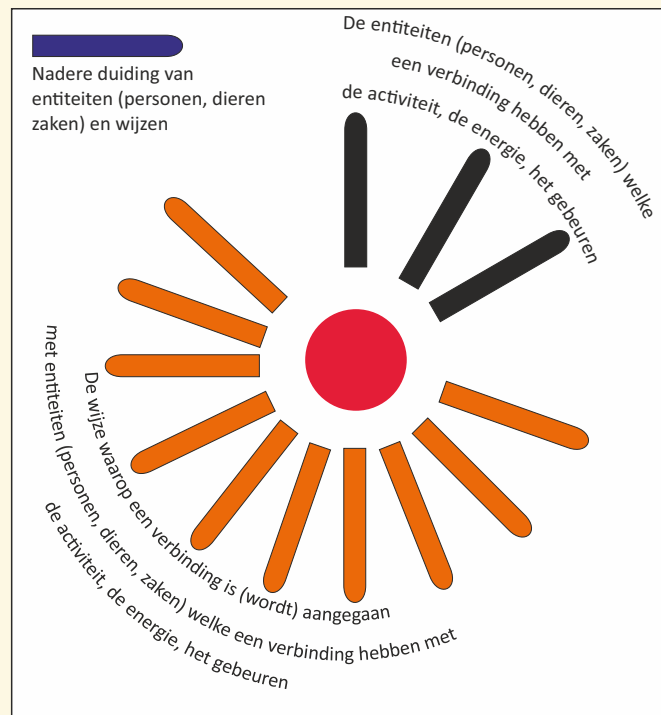 Nadere duiding van
entiteiten (personen, dieren
zaken) en wijzen
De entiteiten (personen, dieren, zaken) welke
een verbinding hebben met
de activiteit, de energie, het gebeuren
De wijze waarop een verbinding is (wordt) aangegaan
met entiteiten (personen, dieren, zaken) welke een verbinding hebben met
de activiteit, de energie, het gebeuren